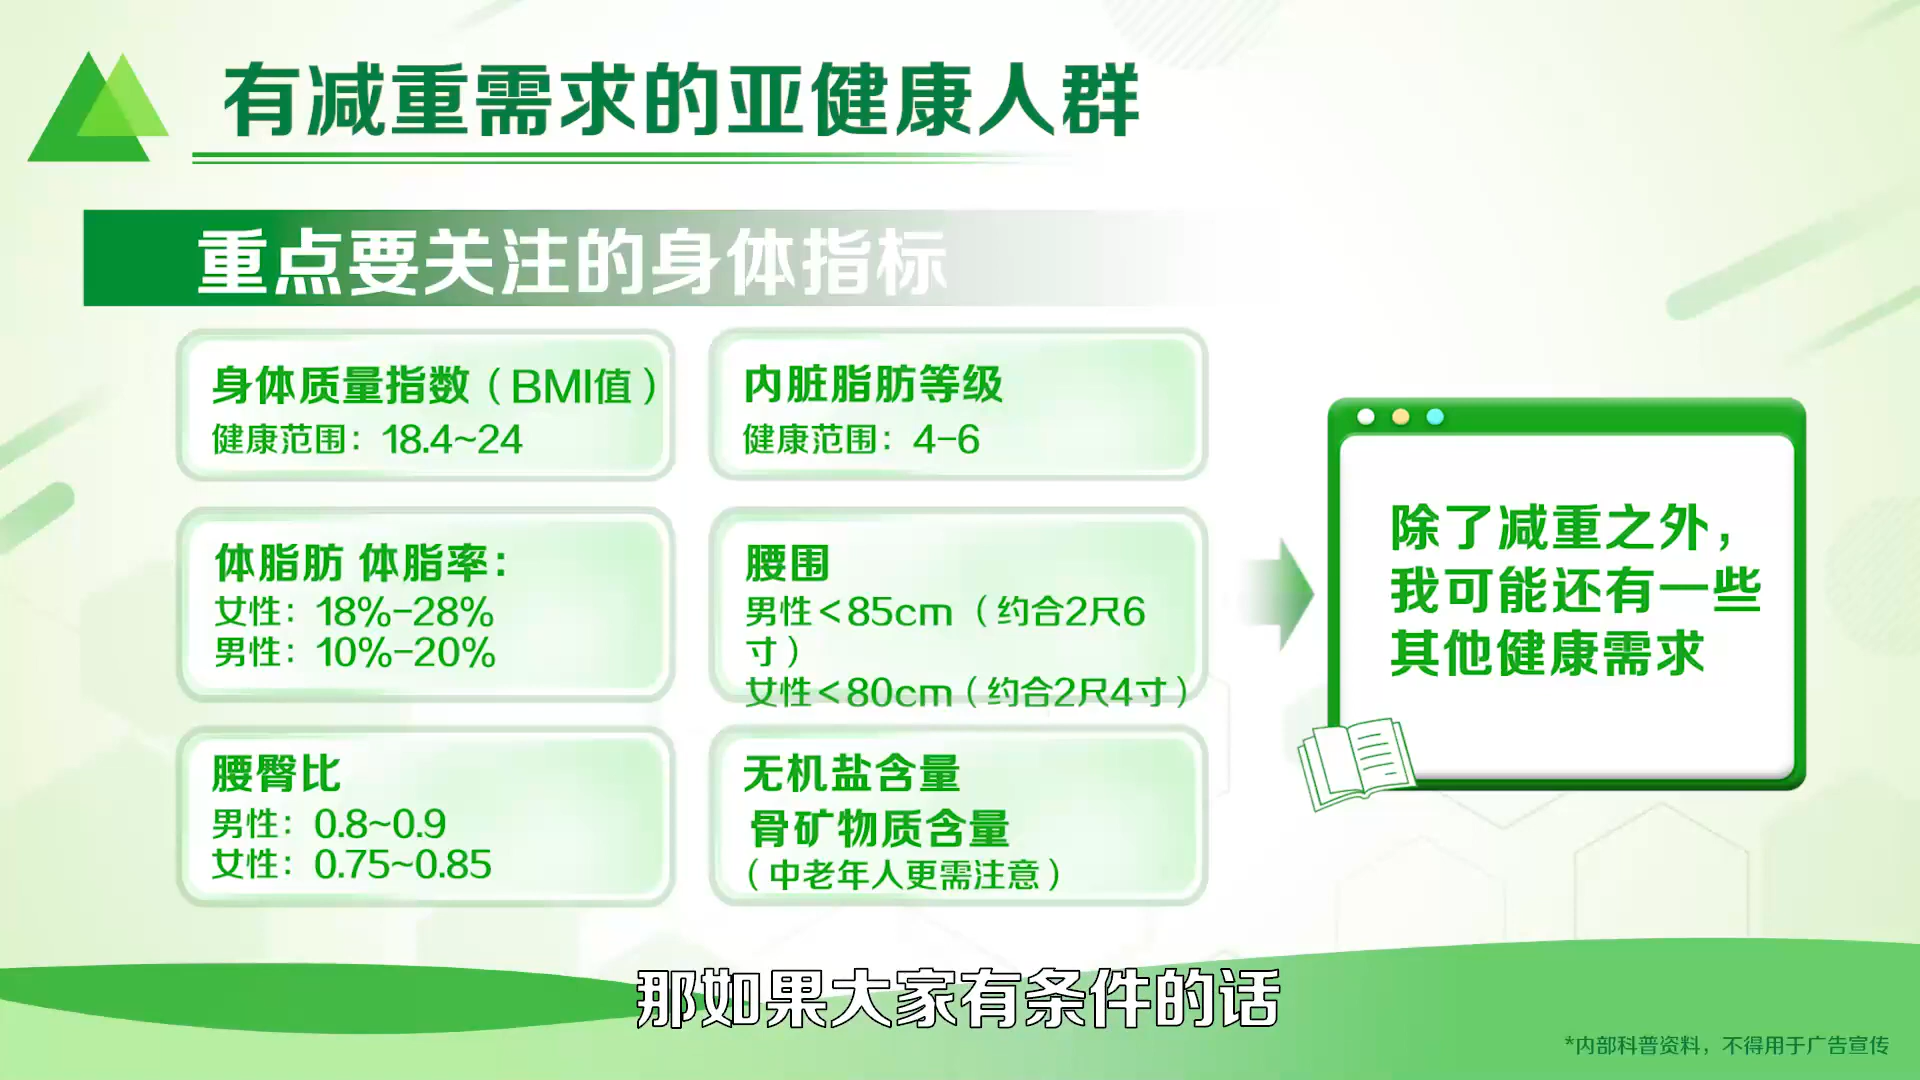 有减重需求的亚健康人群
重点要关注的身体指标
身体质量指数（BMI值）
健康范围：18.4~24
内脏脂肪等级
健康范围：4-6
体脂肪 体脂率：
女性：18%-28%
男性：10%-20%
腰围
男性＜85cm（约合2尺6
寸）
女性＜80cm（约合2尺4寸）
腰臀比
男性：0.8~0.9
女性：0.75~0.85
无机盐含量
骨矿物质含量
（中老年人更需注意）
除了减重之外，
我可能还有一些
其他健康需求
那如果大家有条件的话
*内部科普资料，不得用于广告宣传